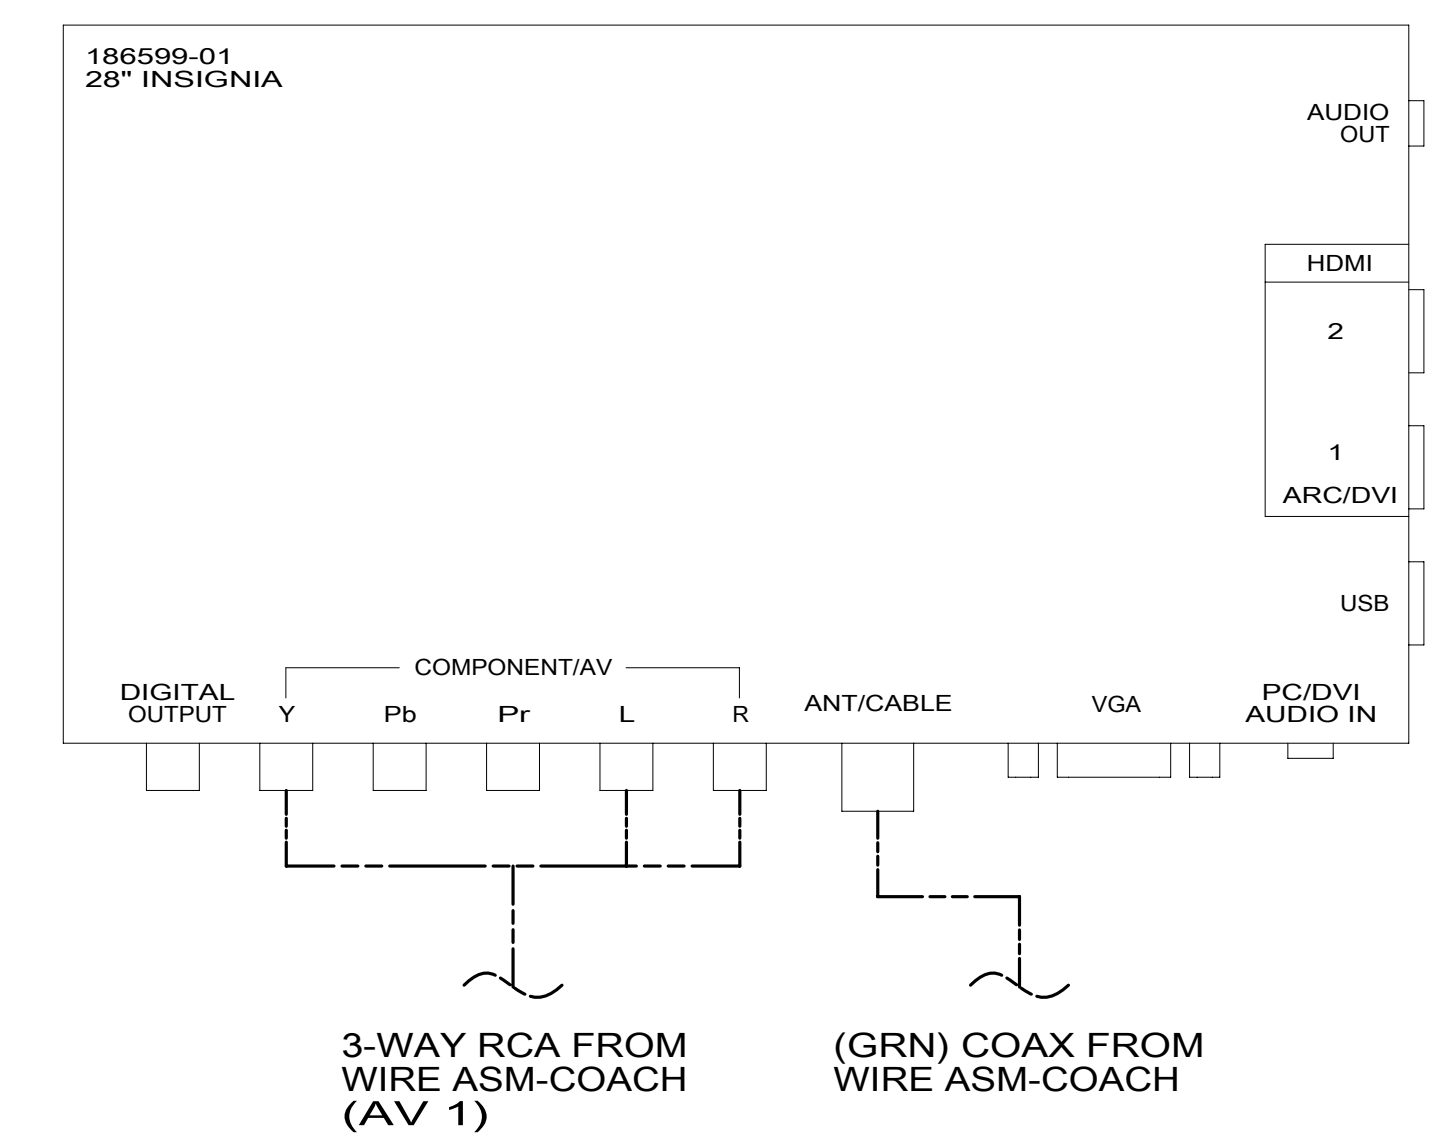 186599-01
28" INSIGNIA
AUDIO
OUT
HDMI
2
1
ARC/DVI
USB
COMPONENT/AV
DIGITAL
OUTPUT
Y
Pb
Pr
L
R
ANT/CABLE
VGA
PC/DVI
AUDIO IN
3-WAY RCA FROM
WIRE ASM-COACH
(AV 1)
(GRN) COAX FROM
WIRE ASM-COACH